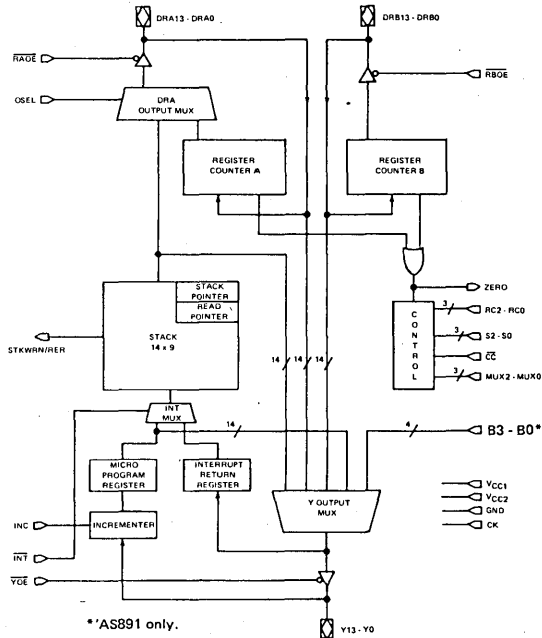 DRA13 - DRA0
DRB13 - DRB0
RAOE
RBOE
OSEL
DRA
OUTPUT MUX
REGISTER
COUNTER A
REGISTER
COUNTER B
ZERO
STACK
POINTER
READ
POINTER
STACK
14 x 9
STKWRN/RER
CONTROL
3
RC2 - RC0
3
S2 - S0
CC
3
MUX2 - MUX0
14
14
14
INT
MUX
14
4
B3 - B0*
MICRO
PROGRAM
REGISTER
INTERRUPT
RETURN
REGISTER
Y OUTPUT
MUX
VCC1
VCC2
GND
CK
INC
INCREMENTER
INT
YOE
*'AS891 only.
Y13 - Y0